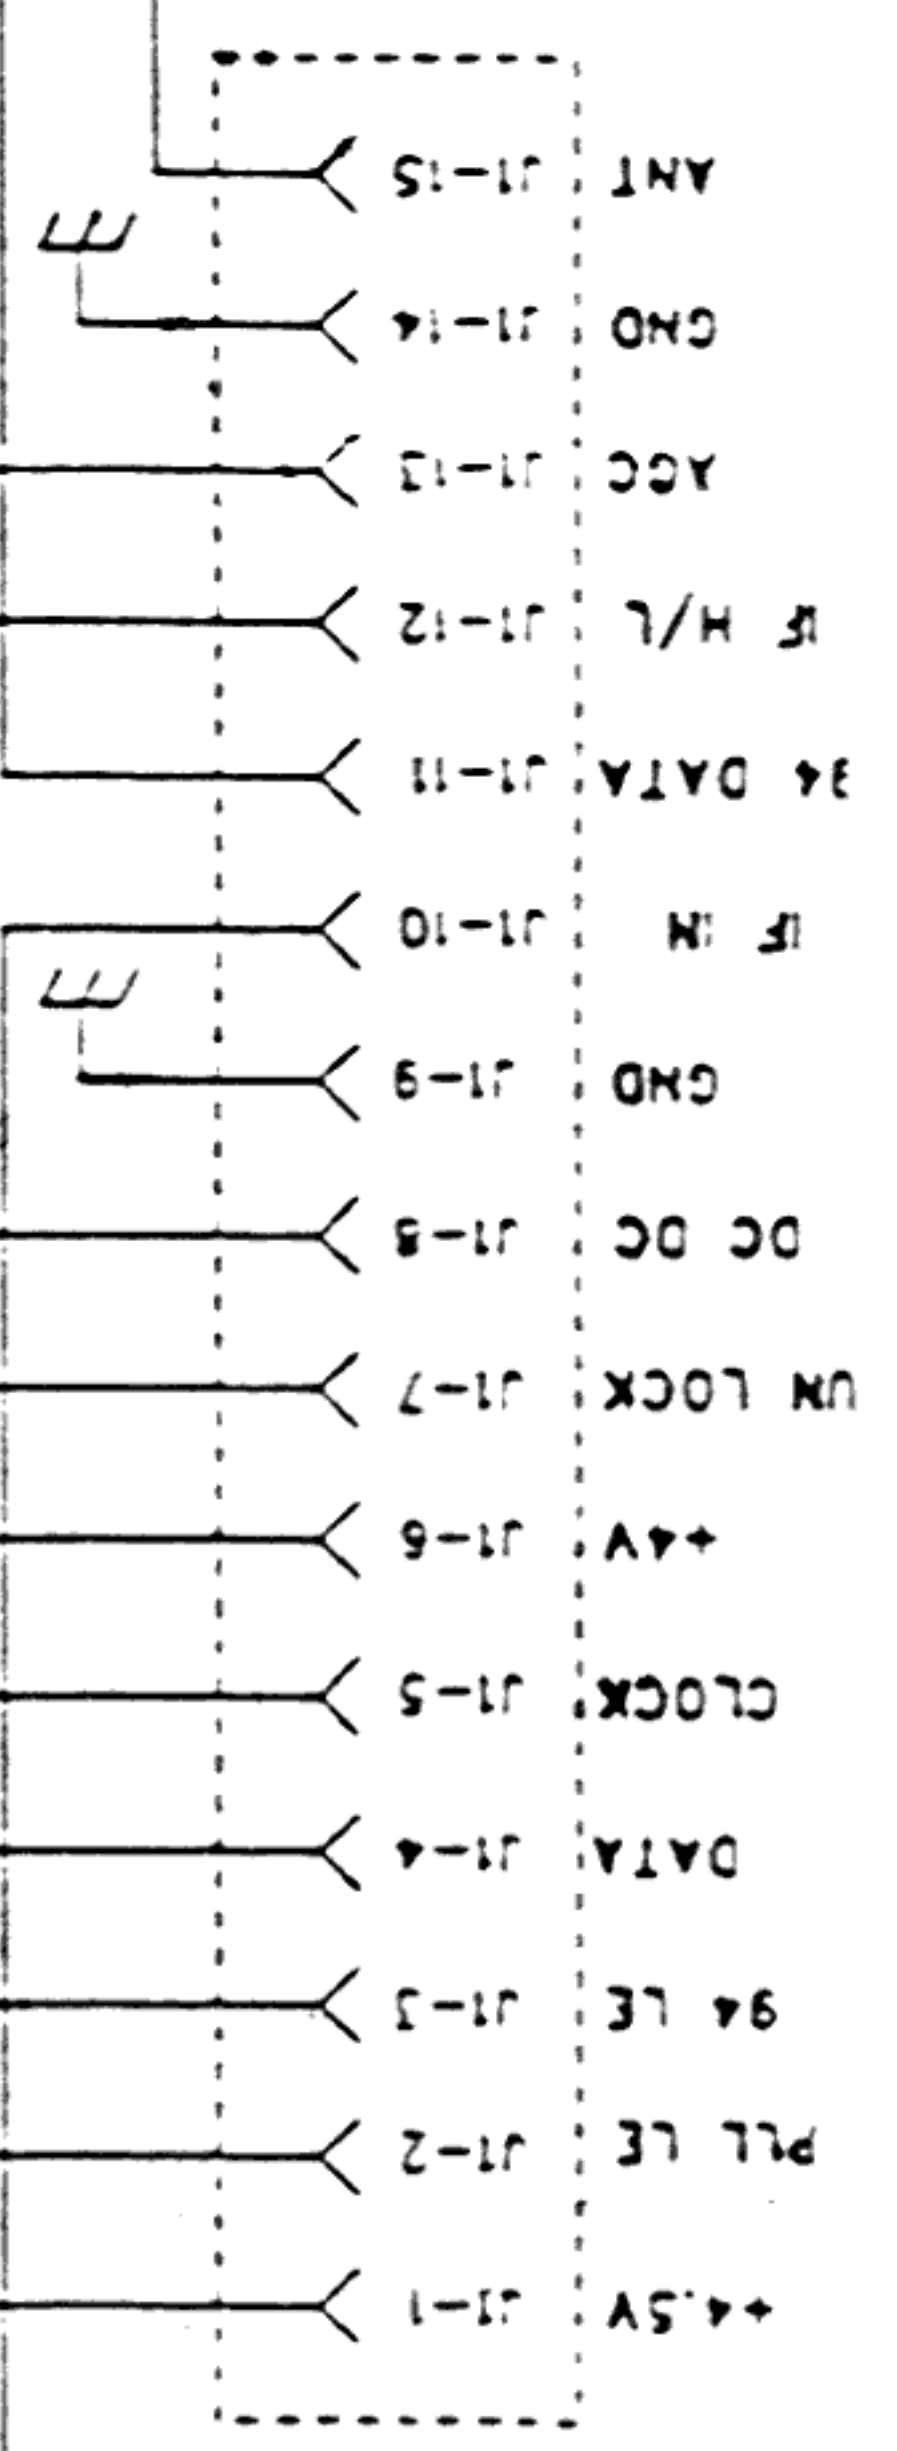 +4.5V J1-1
PLL LE J1-2
94 LE J1-3
DATA J1-4
CLOCK J1-5
+4V J1-6
UN LOCK J1-7
DC DC J1-8
GND J1-9
IF IN J1-10
34 DATA J1-11
IF H/L J1-12
AGC J1-13
GND J1-14
ANT J1-15